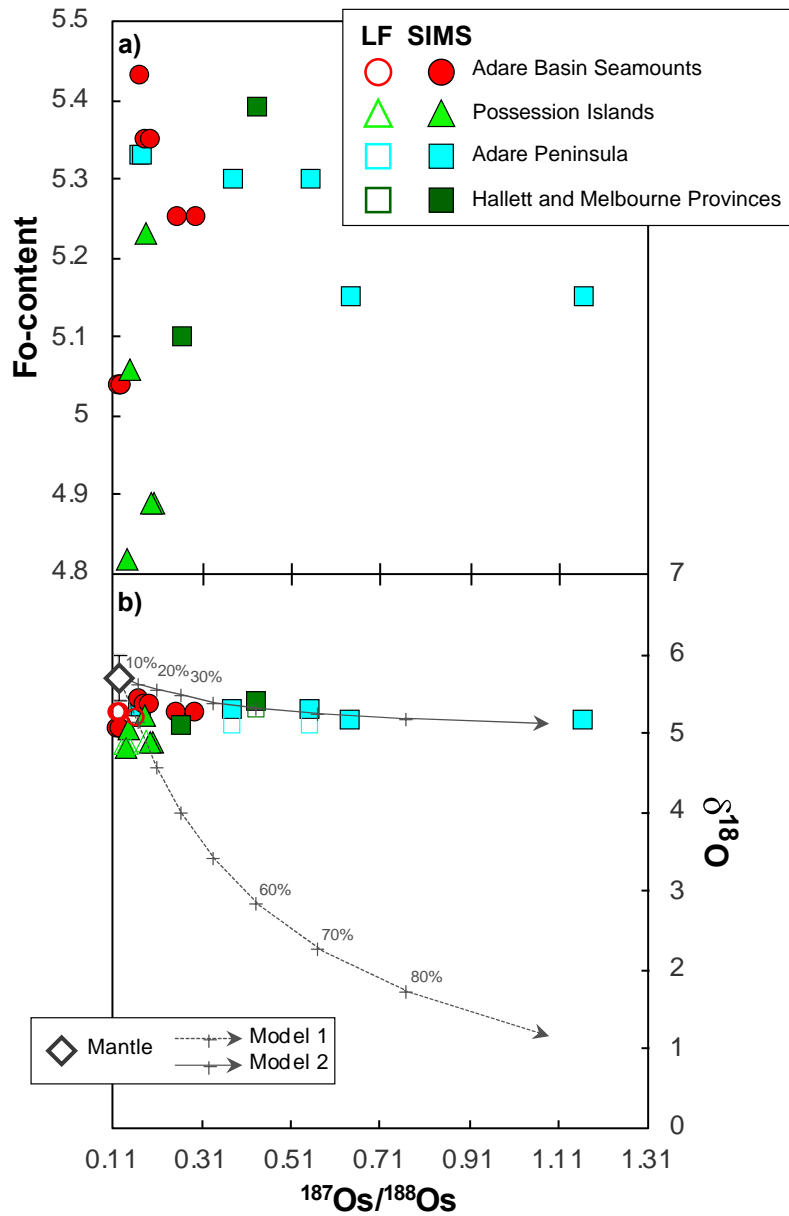 a)
5.5
5.4
5.3
5.2
5.1
5
4.9
4.8
Fo-content
LF SIMS
Adare Basin Seamounts
Possession Islands
Adare Peninsula
Hallett and Melbourne Provinces
b)
7
6
5
4
3
2
1
0
δ¹⁸O
10%
20%
30%
60%
70%
80%
Mantle
Model 1
Model 2
0.11 0.31 0.51 0.71 0.91 1.11 1.31
¹⁸⁷Os/¹⁸⁸Os